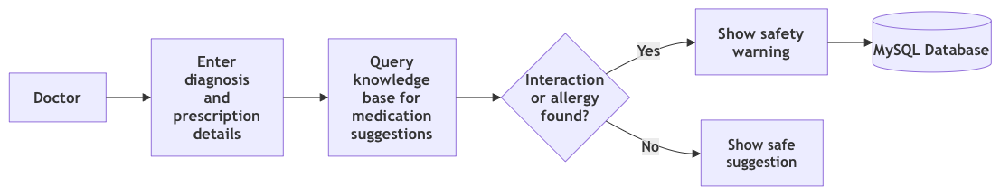 Doctor
Enter
diagnosis
and
prescription
details
Query
knowledge
base for
medication
suggestions
Interaction
or allergy
found?
Yes
Show safety
warning
MySQL Database
No
Show safe
suggestion